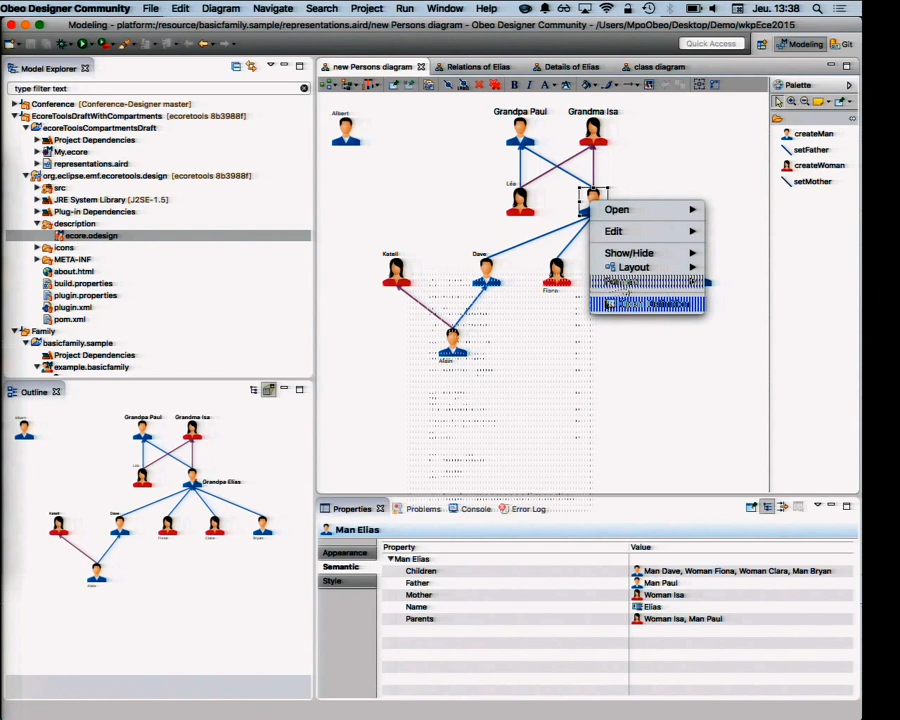 Obeo Designer Community File Edit Diagram Navigate Search Project Run Window Help Jeu. 13:38
Modeling - platform:/resource/basicfamily.sample/representations.aird/new Persons diagram - Obeo Designer Community - /Users/MpoObeo/Desktop/Demo/wkpEce2015
Quick Access Modeling Git
Model Explorer
type filter text
Conference [Conference-Designer master]
EcoreToolsDraftWithCompartments [ecoretools 8b3988f]
ecoreToolsCompartmentsDraft
Project Dependencies
My.ecore
representations.aird
org.eclipse.emf.ecoretools.design [ecoretools 8b3988f]
src
JRE System Library [J2SE-1.5]
Plug-in Dependencies
description
ecore.odesign
icons
META-INF
about.html
build.properties
plugin.properties
plugin.xml
pom.xml
Family
basicfamily.sample
Project Dependencies
example.basicfamily
Outline
Grandpa Paul Grandma Isa
Grandpa Elias
new Persons diagram Relations of Elias Details of Elias class diagram
Albert
Grandpa Paul Grandma Isa
Léa
Katell
Dave
Fiona
Alain
Open
Edit
Show/Hide
Layout
Palette
createMan
setFather
createWoman
setMother
Properties Problems Console Error Log
Man Elias
Appearance
Semantic
Style
Property Value
Man Elias
Children Man Dave, Woman Fiona, Woman Clara, Man Bryan
Father Man Paul
Mother Woman Isa
Name Elias
Parents Woman Isa, Man Paul